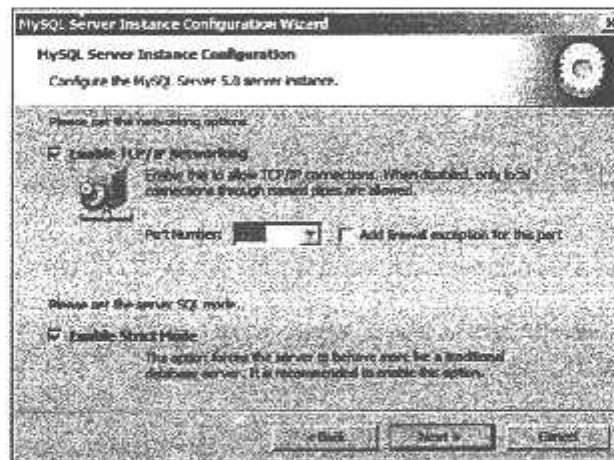 MySQL Server Instance Configuration Wizard
MySQL Server Instance Configuration
Configure the MySQL Server 5.0 server instance.
Please set the networking options.
Enable TCP/IP Networking
Enable this to allow TCP/IP connections. When disabled, only local
connections through named pipes are allowed.
Port Number:
Add firewall exception for this port
Please set the server SQL mode.
Enable Strict Mode
This option forces the server to behave more like a traditional
database server. It is recommended to enable this option.
< Back
Next >
Cancel